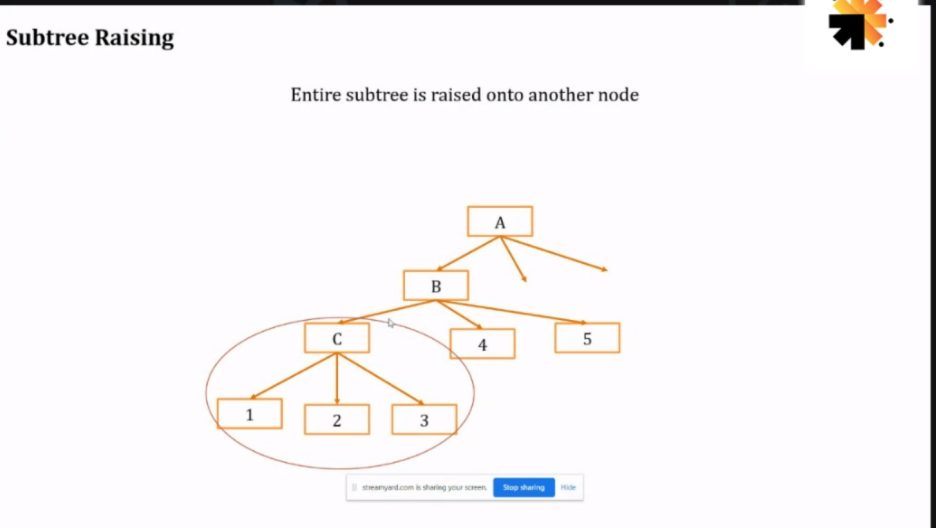 Subtree Raising
Entire subtree is raised onto another node
A
B
C
4
5
1
2
3
streamyard.com is sharing your screen.
Stop sharing
Hide